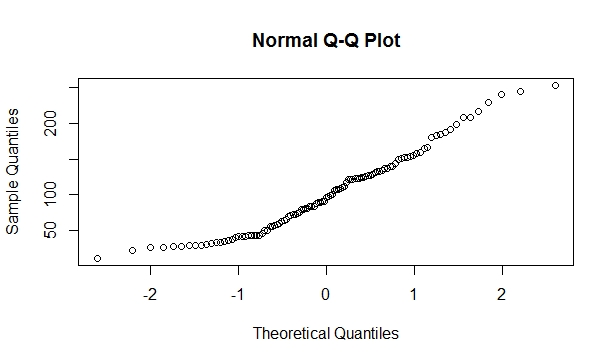 Normal Q-Q Plot
Sample Quantiles
200
100
50
-2 -1 0 1 2
Theoretical Quantiles